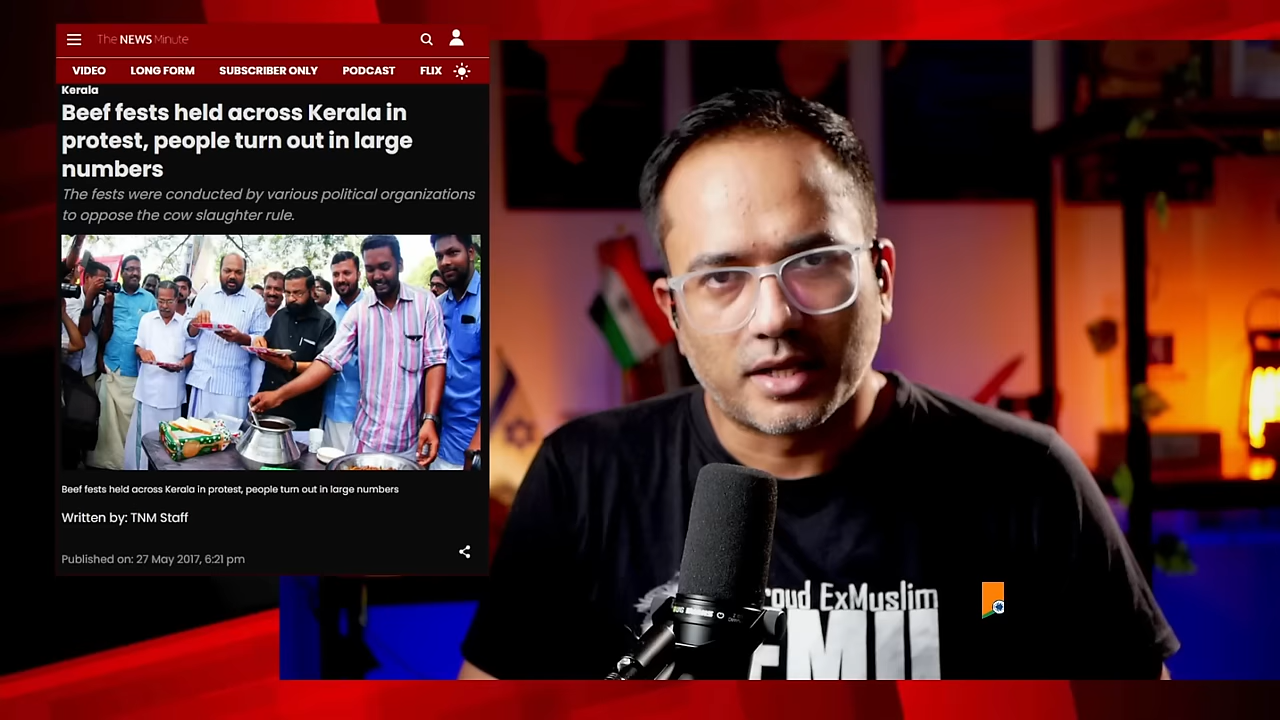 The NEWS Minute
VIDEO LONG FORM SUBSCRIBER ONLY PODCAST FLIX
Kerala
Beef fests held across Kerala in
protest, people turn out in large
numbers
The fests were conducted by various political organizations
to oppose the cow slaughter rule.
Beef fests held across Kerala in protest, people turn out in large numbers
Written by: TNM Staff
Published on: 27 May 2017, 6:21 pm
roud ExMuslim